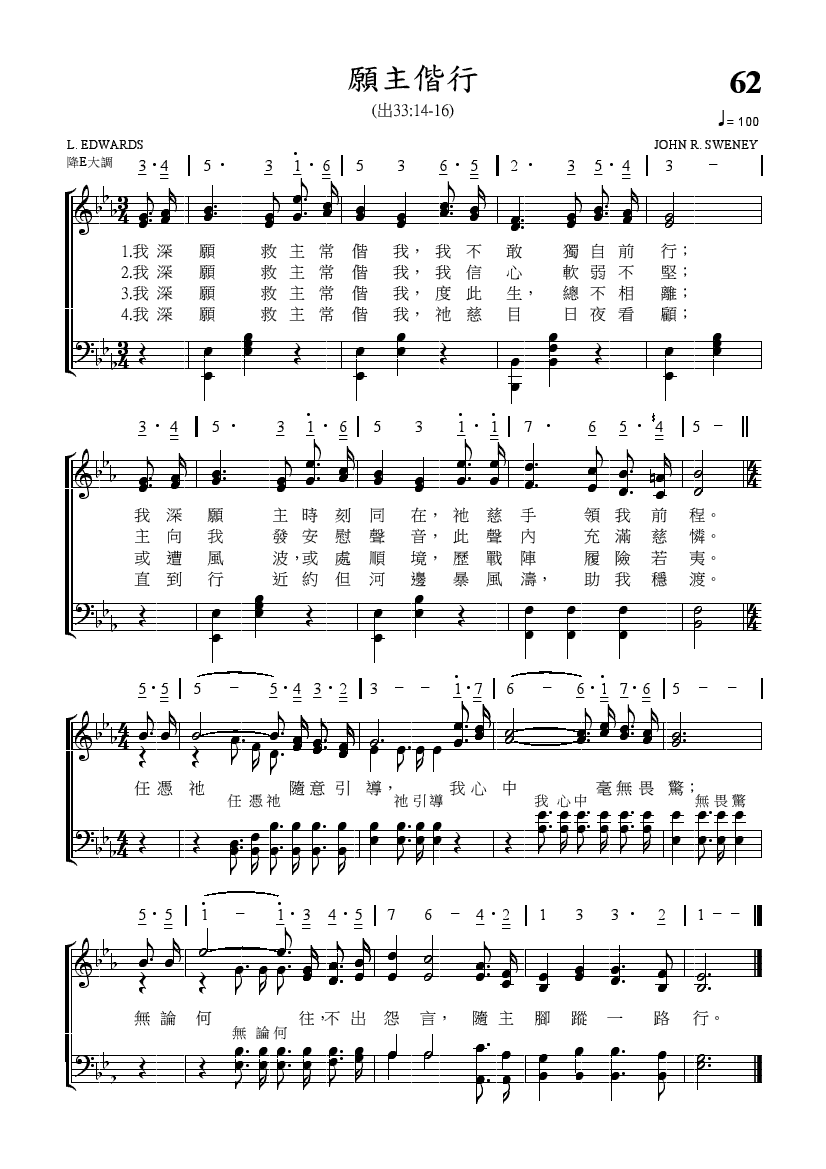 願主偕行
62
(出33:14-16)
♩= 100
L. EDWARDS
JOHN R. SWENEY
降E大調
3·4 | 5· 3 1·6 | 5 3 6·5 | 2· 3 5·4 | 3 – |
3/4
1.我深願 救主常偕我，我不敢 獨自前行；
2.我深願 救主常偕我，我信心 軟弱不堅；
3.我深願 救主常偕我，度此生，總不相離；
4.我深願 救主常偕我，祂慈目 日夜看顧；
3/4
3·4 | 5· 3 1·6 | 5 3 1·1 | 7· 6 5·4 | 5 – ||
4/4
我深願 主時刻同在，祂慈手 領我前程。
主向我 發安慰聲音，此聲內 充滿慈憐。
或遭風 波，或處順境，歷戰陣 履險若夷。
直到行 近約但河邊暴風濤，助我穩渡。
4/4
5·5 | 5 – 5·4 3·2 | 3 – – 1·7 | 6 – 6·1 7·6 | 5 – – |
4/4
任憑祂 隨意引導，我心中 毫無畏驚；
任憑祂 祂引導 我心中 無畏驚
4/4
5·5 | 1 – 1·3 4·5 | 7 6 – 4·2 | 1 3 3·2 | 1 – –
無論何 往，不出怨言，隨主腳蹤一路行。
無論何